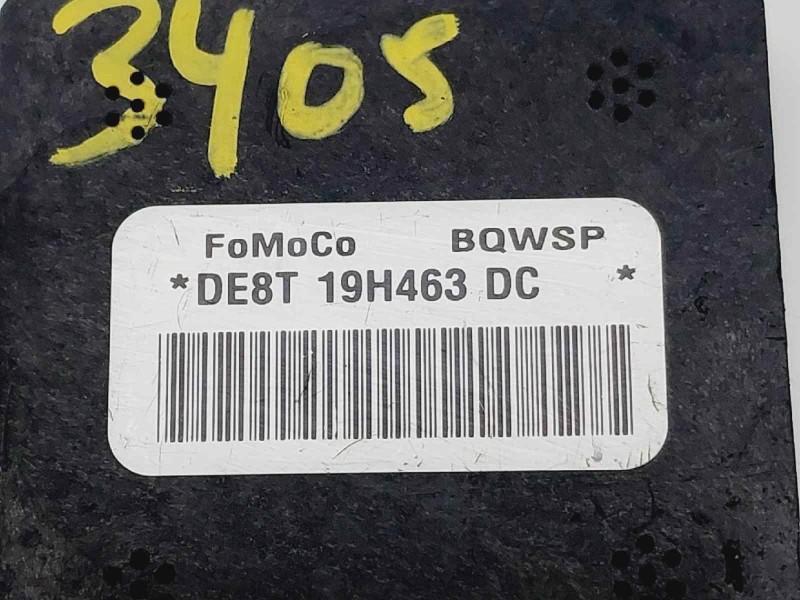 3405
FoMoCo BQWSP
*DE8T 19H463 DC *